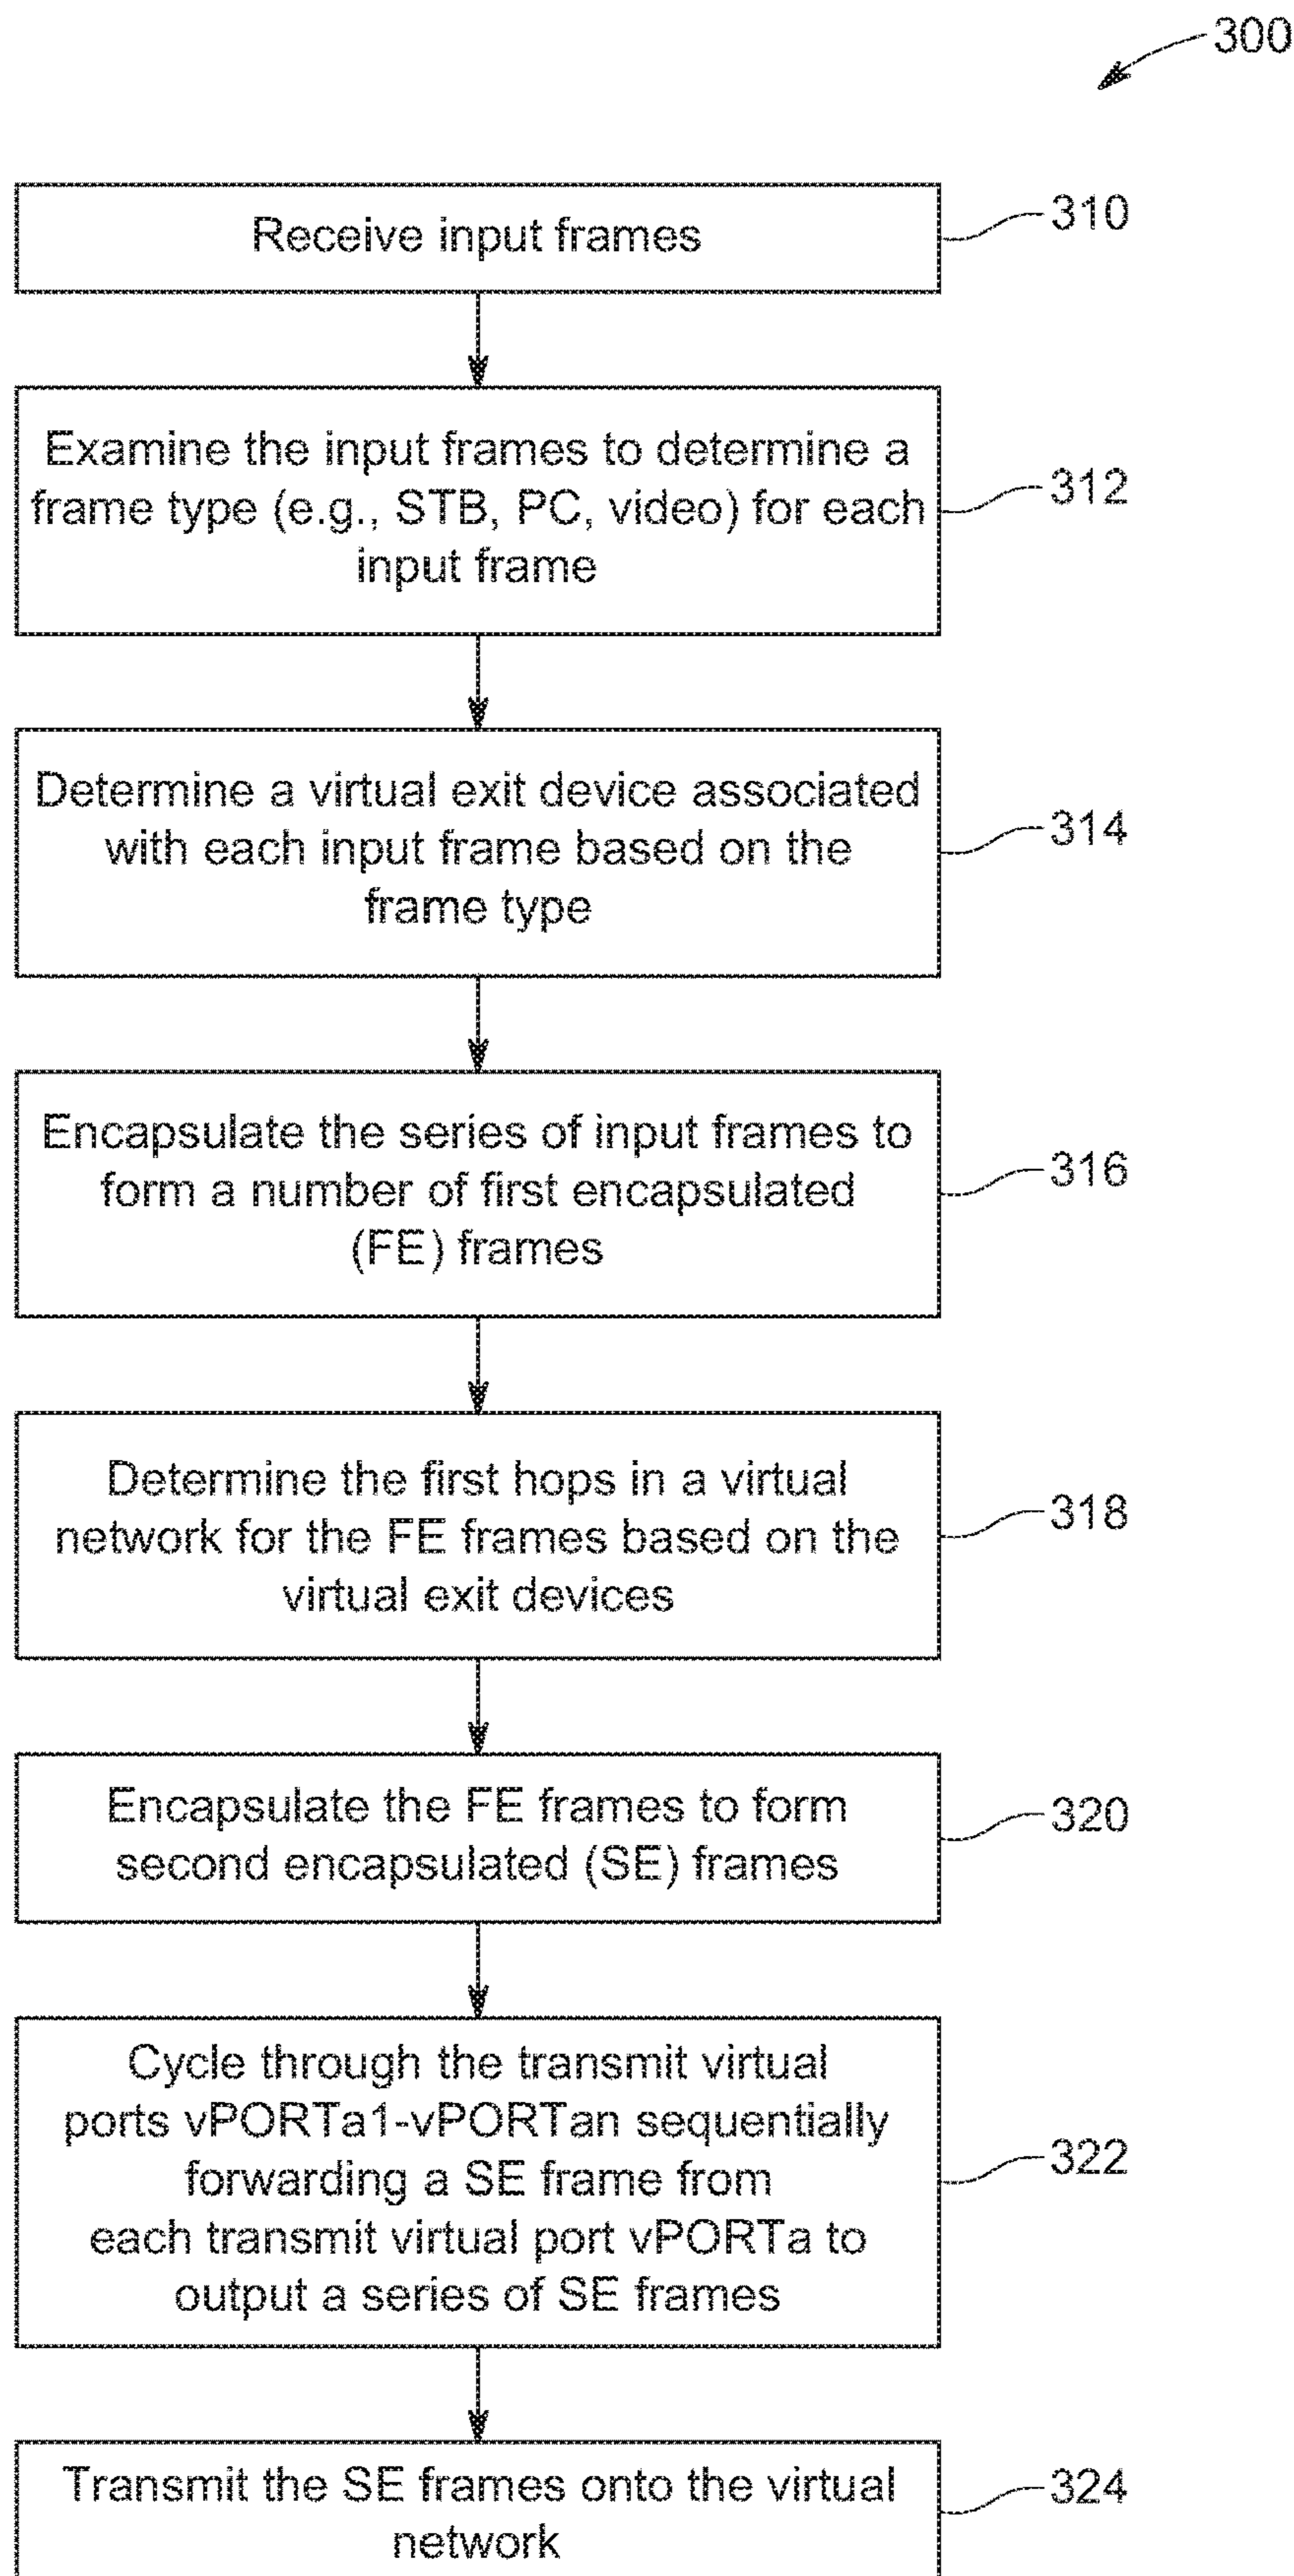 300
Receive input frames
310
Examine the input frames to determine a
frame type (e.g., STB, PC, video) for each
input frame
312
Determine a virtual exit device associated
with each input frame based on the
frame type
314
Encapsulate the series of input frames to
form a number of first encapsulated
(FE) frames
316
Determine the first hops in a virtual
network for the FE frames based on the
virtual exit devices
318
Encapsulate the FE frames to form
second encapsulated (SE) frames
320
Cycle through the transmit virtual
ports vPORTa1-vPORTan sequentially
forwarding a SE frame from
each transmit virtual port vPORTa to
output a series of SE frames
322
Transmit the SE frames onto the virtual
network
324